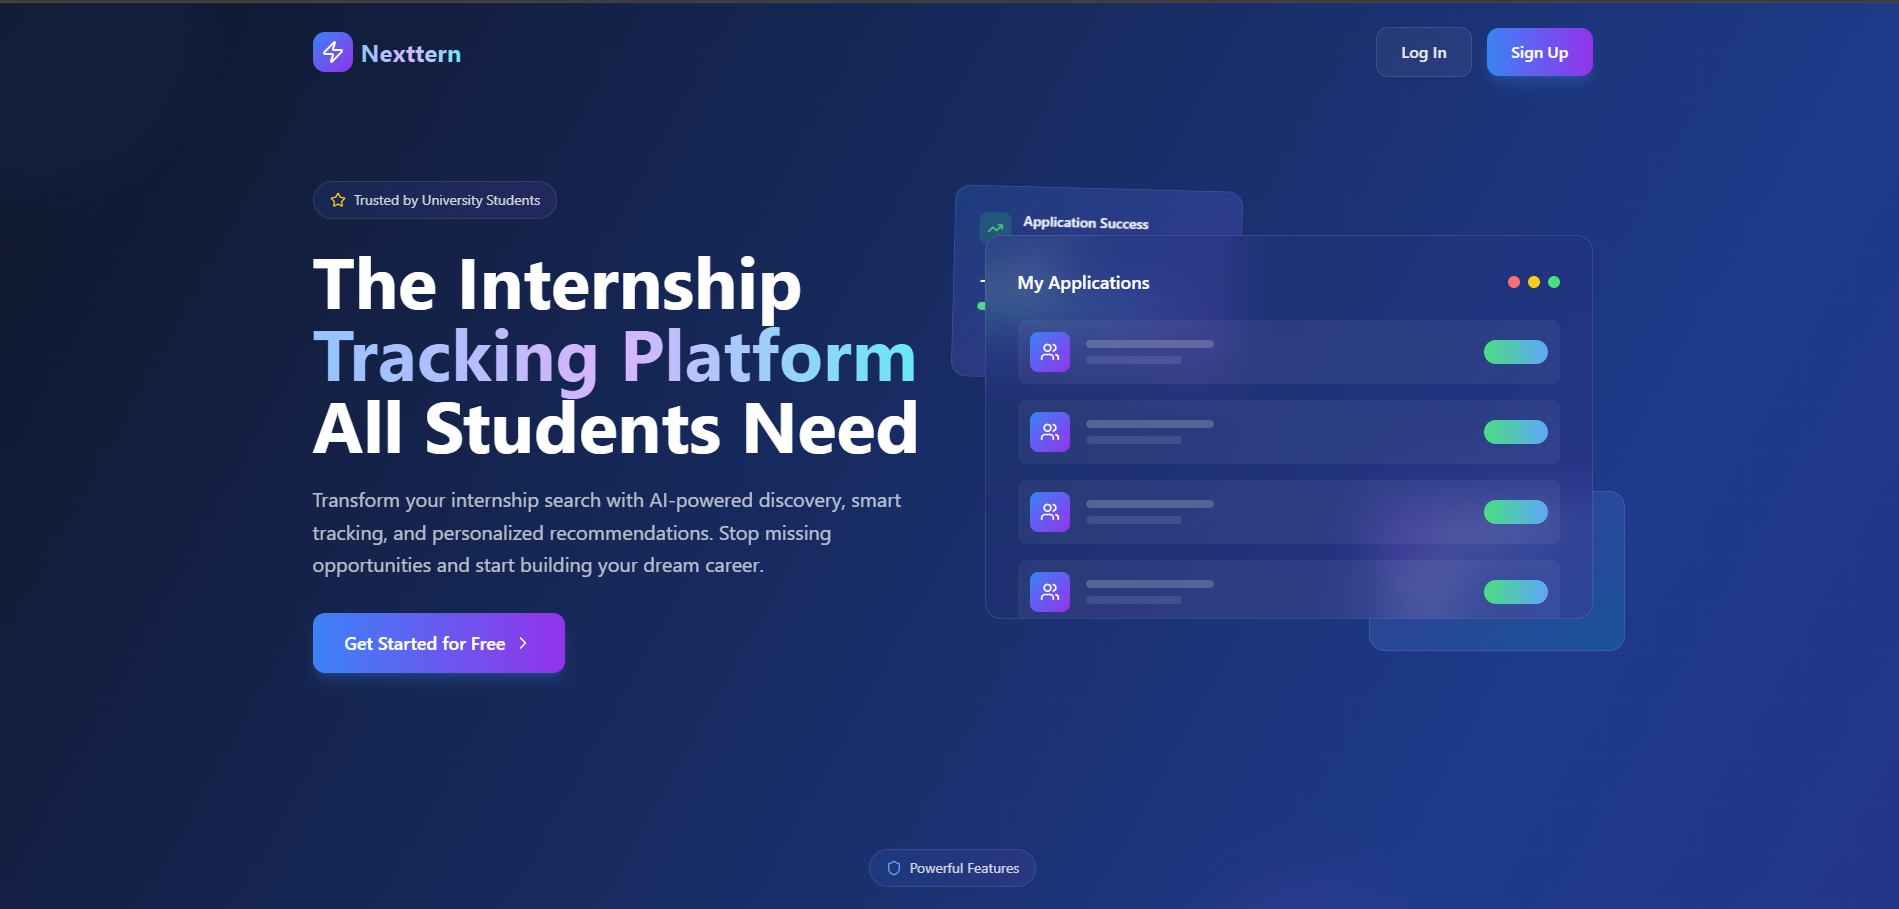 Nexttern
Log In
Sign Up
Trusted by University Students
The Internship
Tracking Platform
All Students Need
Transform your internship search with AI-powered discovery, smart
tracking, and personalized recommendations. Stop missing
opportunities and start building your dream career.
Get Started for Free
Application Success
My Applications
Powerful Features